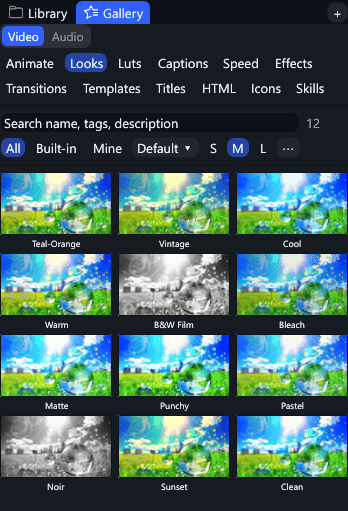 Library Gallery +
Video Audio
Animate Looks Luts Captions Speed Effects
Transitions Templates Titles HTML Icons Skills
Search name, tags, description 12
All Built-in Mine Default ▼ S M L ...
Teal-Orange Vintage Cool
Warm B&W Film Bleach
Matte Punchy Pastel
Noir Sunset Clean